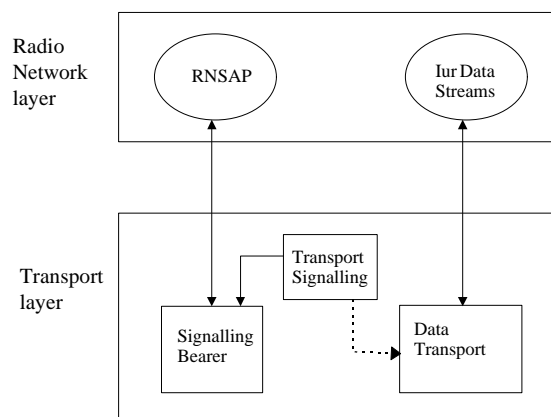 Radio
Network
layer
RNSAP
Iur Data
Streams
Transport
layer
Transport
Signalling
Signalling
Bearer
Data
Transport